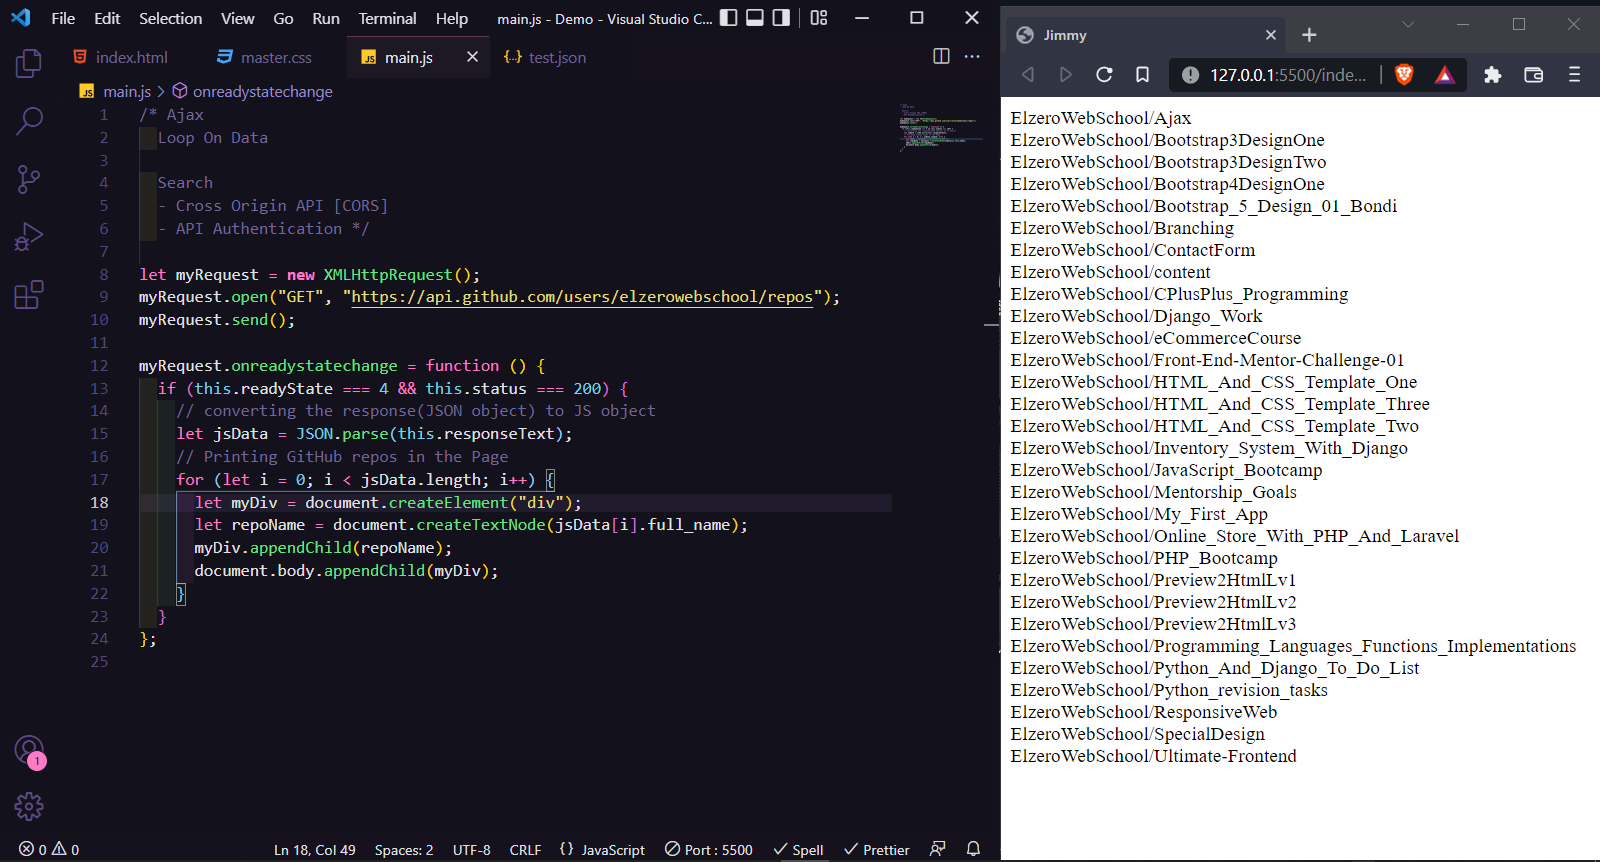 File Edit Selection View Go Run Terminal Help main.js - Demo - Visual Studio C...
index.html master.css JS main.js {..} test.json
JS main.js > onreadystatechange
1 /* Ajax
2 Loop On Data
3
4 Search
5 - Cross Origin API [CORS]
6 - API Authentication */
7
8 let myRequest = new XMLHttpRequest();
9 myRequest.open("GET", "https://api.github.com/users/elzerowebschool/repos");
10 myRequest.send();
11
12 myRequest.onreadystatechange = function () {
13 if (this.readyState === 4 && this.status === 200) {
14 // converting the response(JSON object) to JS object
15 let jsData = JSON.parse(this.responseText);
16 // Printing GitHub repos in the Page
17 for (let i = 0; i < jsData.length; i++) {
18 let myDiv = document.createElement("div");
19 let repoName = document.createTextNode(jsData[i].full_name);
20 myDiv.appendChild(repoName);
21 document.body.appendChild(myDiv);
22 }
23 }
24 };
25
1
0 0 Ln 18, Col 49 Spaces: 2 UTF-8 CRLF {} JavaScript Port : 5500 Spell Prettier
Jimmy
127.0.0.1:5500/inde...
ElzeroWebSchool/Ajax
ElzeroWebSchool/Bootstrap3DesignOne
ElzeroWebSchool/Bootstrap3DesignTwo
ElzeroWebSchool/Bootstrap4DesignOne
ElzeroWebSchool/Bootstrap_5_Design_01_Bondi
ElzeroWebSchool/Branching
ElzeroWebSchool/ContactForm
ElzeroWebSchool/content
ElzeroWebSchool/CPlusPlus_Programming
ElzeroWebSchool/Django_Work
ElzeroWebSchool/eCommerceCourse
ElzeroWebSchool/Front-End-Mentor-Challenge-01
ElzeroWebSchool/HTML_And_CSS_Template_One
ElzeroWebSchool/HTML_And_CSS_Template_Three
ElzeroWebSchool/HTML_And_CSS_Template_Two
ElzeroWebSchool/Inventory_System_With_Django
ElzeroWebSchool/JavaScript_Bootcamp
ElzeroWebSchool/Mentorship_Goals
ElzeroWebSchool/My_First_App
ElzeroWebSchool/Online_Store_With_PHP_And_Laravel
ElzeroWebSchool/PHP_Bootcamp
ElzeroWebSchool/Preview2HtmlLv1
ElzeroWebSchool/Preview2HtmlLv2
ElzeroWebSchool/Preview2HtmlLv3
ElzeroWebSchool/Programming_Languages_Functions_Implementations
ElzeroWebSchool/Python_And_Django_To_Do_List
ElzeroWebSchool/Python_revision_tasks
ElzeroWebSchool/ResponsiveWeb
ElzeroWebSchool/SpecialDesign
ElzeroWebSchool/Ultimate-Frontend